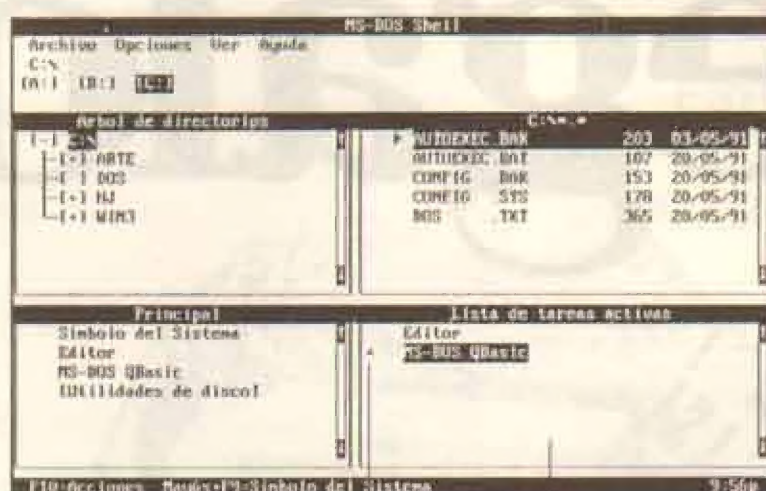 MS-DOS Shell
Archivo Opciones Ver Ayuda
C:\
[A:] [B:] [C:]
Arbol de directorios
C:\*.*
[-] C:\
[+] ARTE
[ ] DOS
[+] NJ
[+] WIN3
AUTOEXEC .BAK 203 03-05-91
AUTOEXEC .BAT 107 20-05-91
CONFIG .BAK 153 20-05-91
CONFIG .SYS 178 20-05-91
DOS .TXT 365 20-05-91
Principal
Lista de tareas activas
Simbolo del Sistema
Editor
MS-DOS QBasic
[Utilidades de disco]
Editor
MS-DOS QBasic
F10=Acciones Mayús+F9=Simbolo del Sistema 9:56p